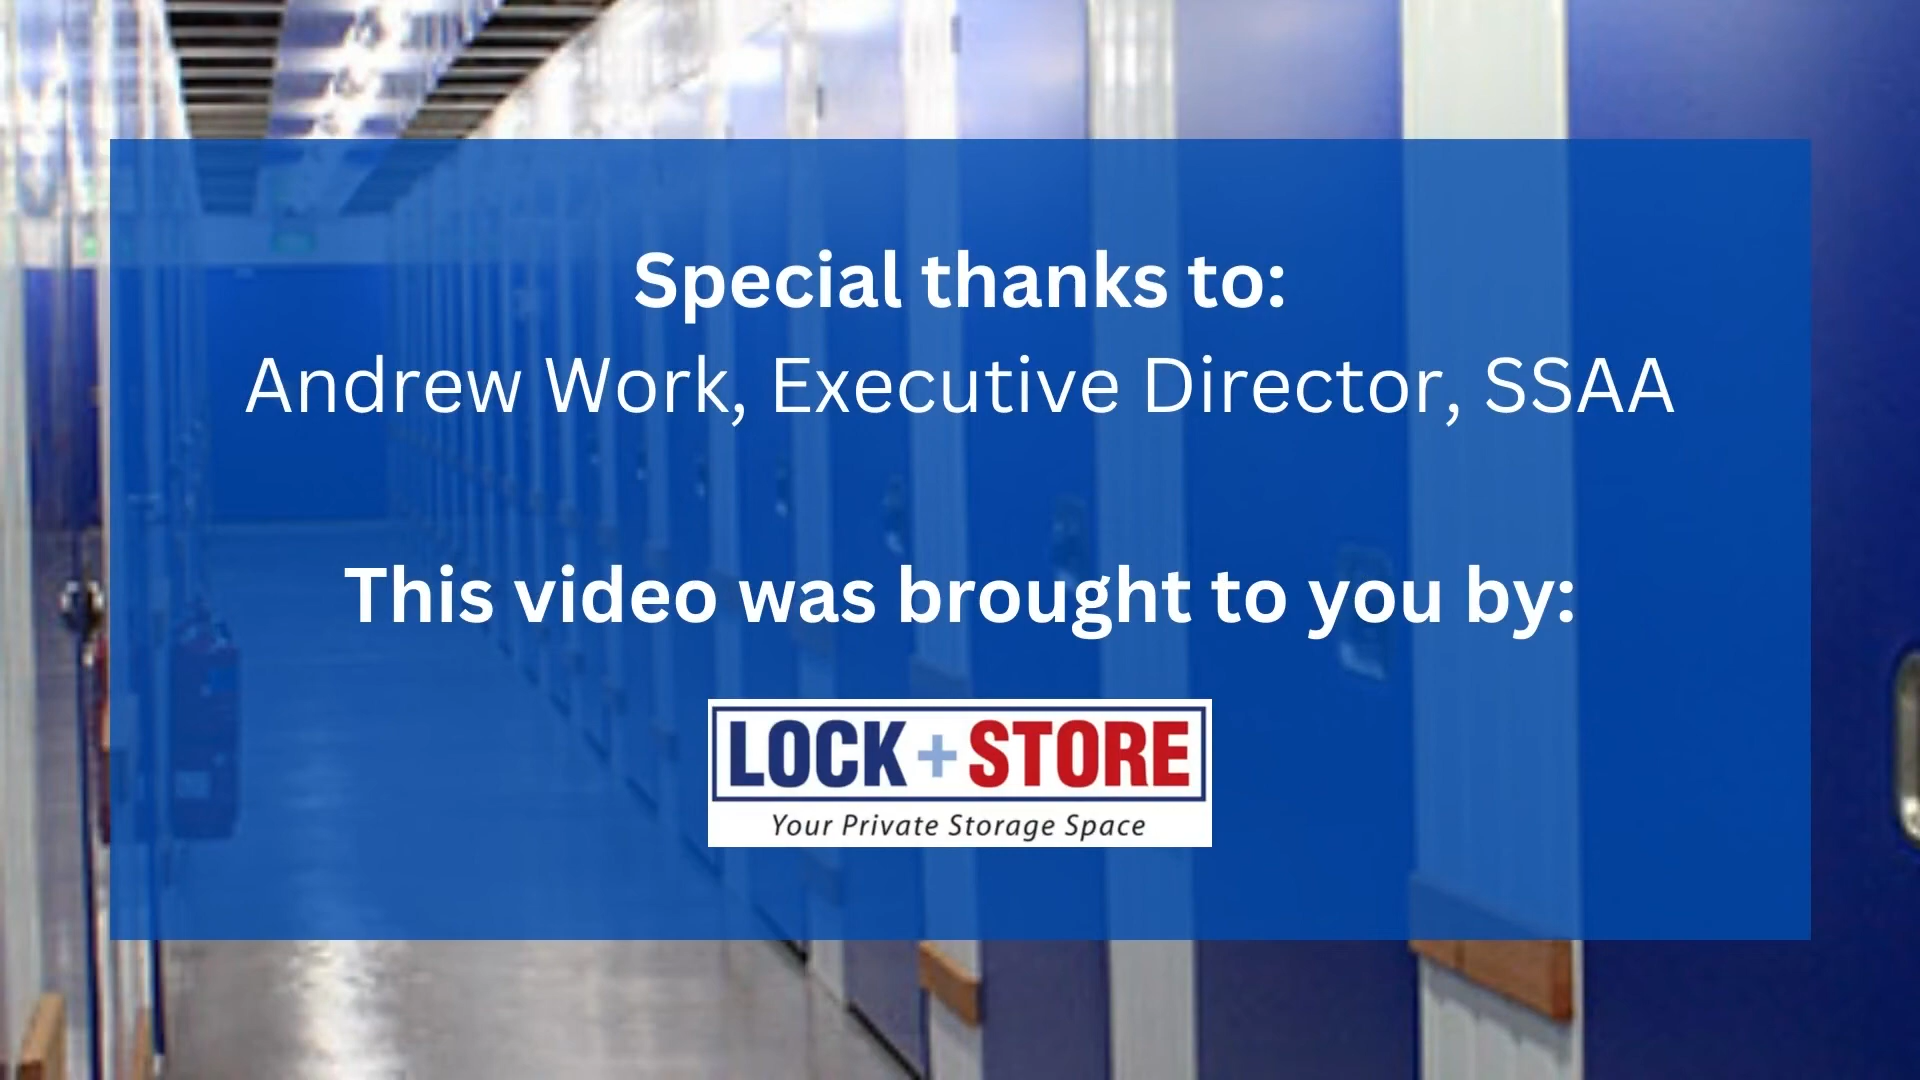 Special thanks to:
Andrew Work, Executive Director, SSAA
This video was brought to you by:
LOCK+STORE
Your Private Storage Space